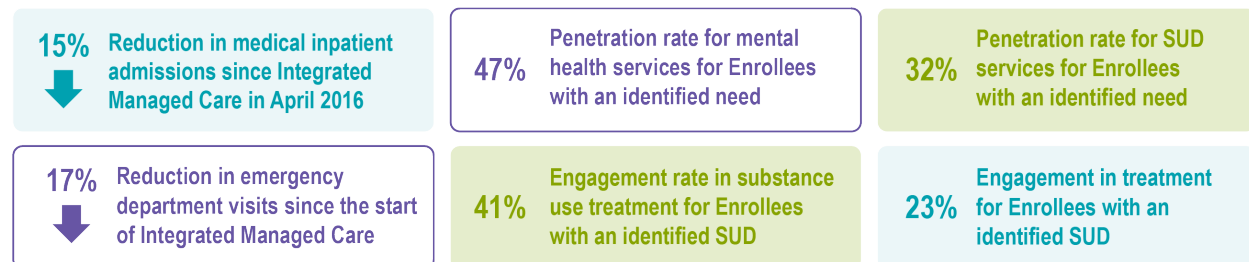 15%
Reduction in medical inpatient
admissions since Integrated
Managed Care in April 2016
47%
Penetration rate for mental
health services for Enrollees
with an identified need
32%
Penetration rate for SUD
services for Enrollees
with an identified need
17%
Reduction in emergency
department visits since the start
of Integrated Managed Care
41%
Engagement rate in substance
use treatment for Enrollees
with an identified SUD
23%
Engagement in treatment
for Enrollees with an
identified SUD